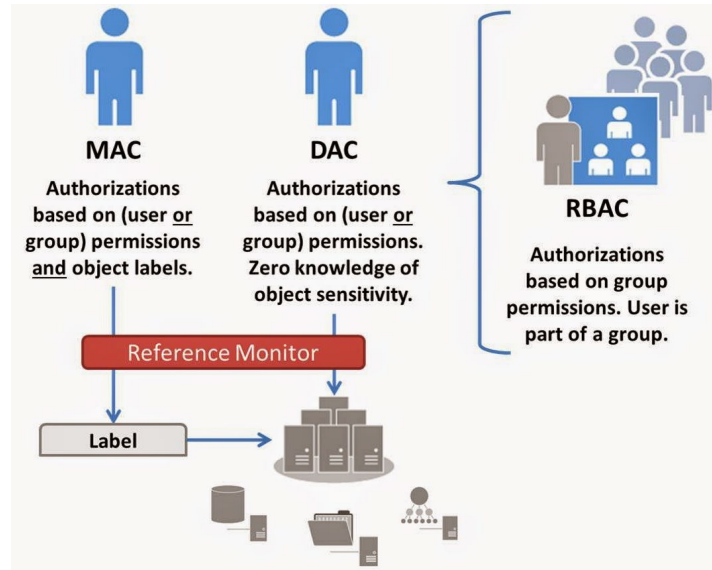 MAC
Authorizations
based on (user or
group) permissions
and object labels.
DAC
Authorizations
based on (user or
group) permissions.
Zero knowledge of
object sensitivity.
RBAC
Authorizations
based on group
permissions. User is
part of a group.
Reference Monitor
Label